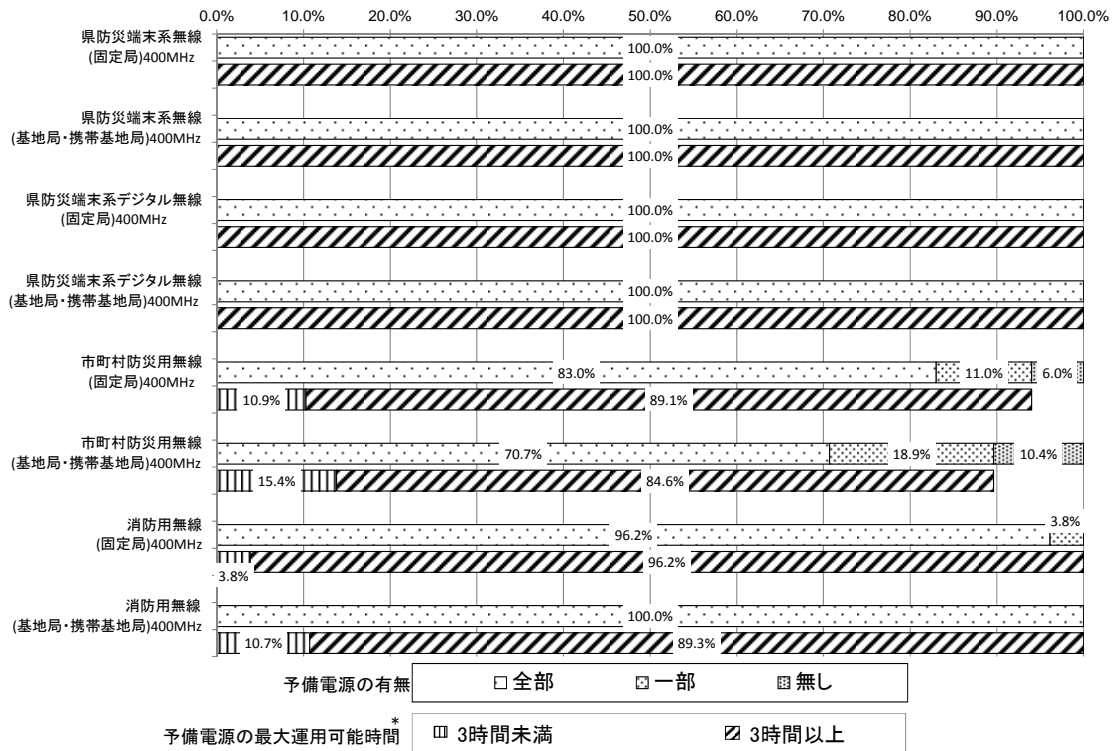 0.0% 10.0% 20.0% 30.0% 40.0% 50.0% 60.0% 70.0% 80.0% 90.0% 100.0%
県防災端末系無線
(固定局)400MHz
100.0%
100.0%
県防災端末系無線
(基地局・携帯基地局)400MHz
100.0%
100.0%
県防災端末系デジタル無線
(固定局)400MHz
100.0%
100.0%
県防災端末系デジタル無線
(基地局・携帯基地局)400MHz
100.0%
100.0%
市町村防災用無線
(固定局)400MHz
83.0% 11.0% 6.0%
10.9% 89.1%
市町村防災用無線
(基地局・携帯基地局)400MHz
70.7% 18.9% 10.4%
15.4% 84.6%
消防用無線
(固定局)400MHz
96.2% 3.8%
3.8% 96.2%
消防用無線
(基地局・携帯基地局)400MHz
100.0%
10.7% 89.3%
予備電源の有無 全部 一部 無し
予備電源の最大運用可能時間* 3時間未満 3時間以上